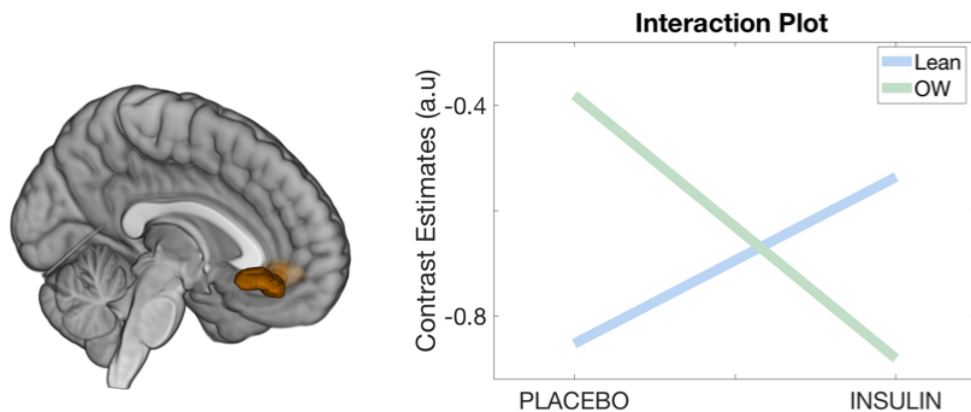 Interaction Plot
Contrast Estimates (a.u)
-0.4
-0.8
Lean
OW
PLACEBO
INSULIN